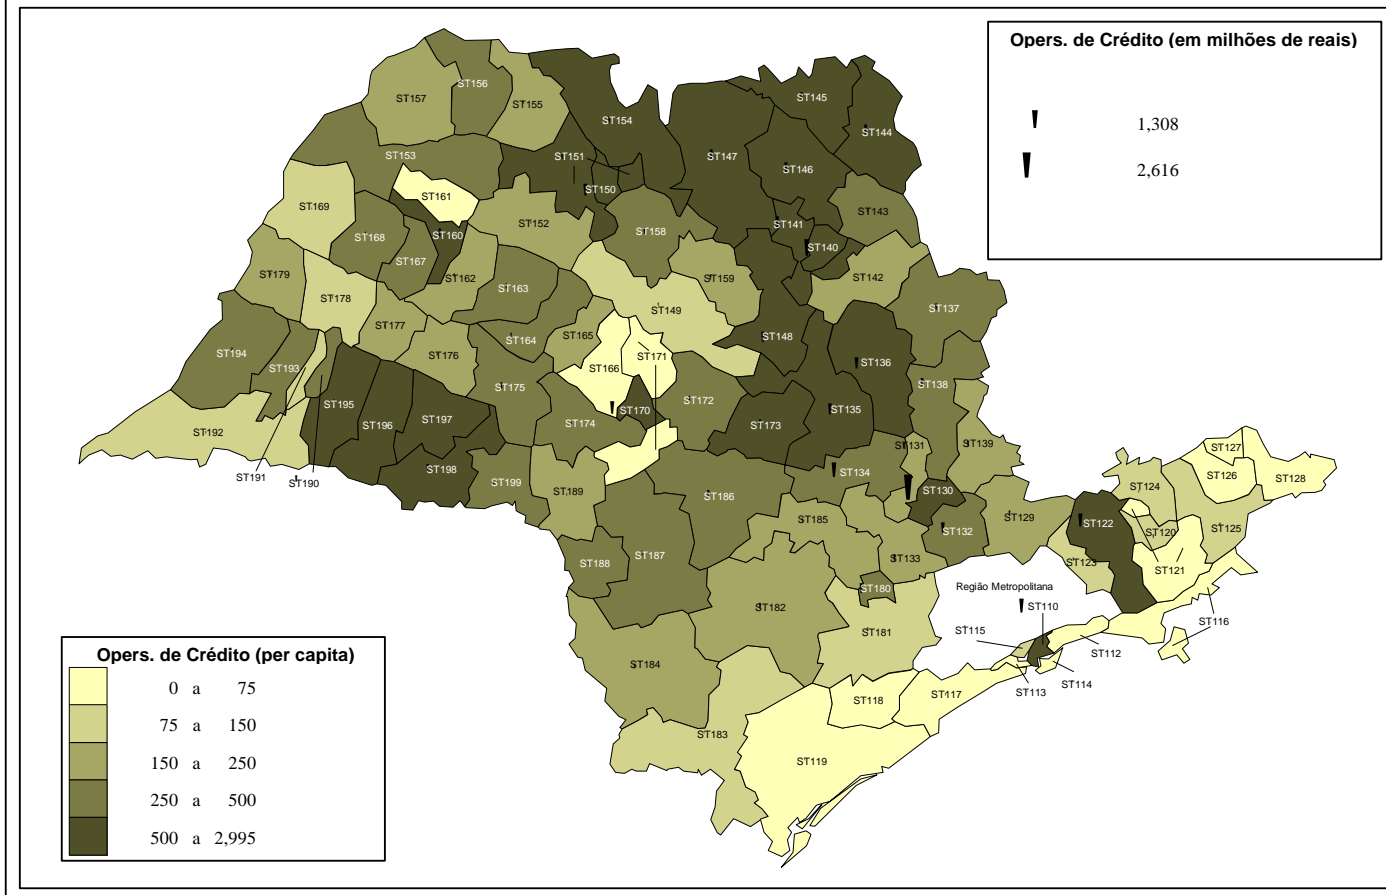 Opers. de Crédito (em milhões de reais)
1,308
2,616
ST156
ST157
ST155
ST145
ST154
ST144
ST153
ST151
ST147
ST146
ST150
ST161
ST169
ST152
ST141
ST143
ST168
ST160
ST158
ST140
ST167
ST179
ST162
ST159
ST142
ST163
ST178
ST149
ST137
ST177
ST164
ST165
ST148
ST194
ST176
ST171
ST136
ST193
ST166
ST175
ST138
ST195
ST172
ST170
ST135
ST197
ST196
ST174
ST173
ST192
ST131
ST139
ST127
ST198
ST134
ST191
ST190
ST199
ST189
ST186
ST130
ST124
ST126
ST128
ST185
ST129
ST122
ST132
ST120
ST125
ST187
ST188
ST133
ST123
ST121
ST180
Região Metropolitana
ST182
ST110
ST115
ST181
ST116
ST112
Opers. de Crédito (per capita)
0 a 75
75 a 150
150 a 250
250 a 500
500 a 2,995
ST184
ST114
ST113
ST118
ST117
ST183
ST119